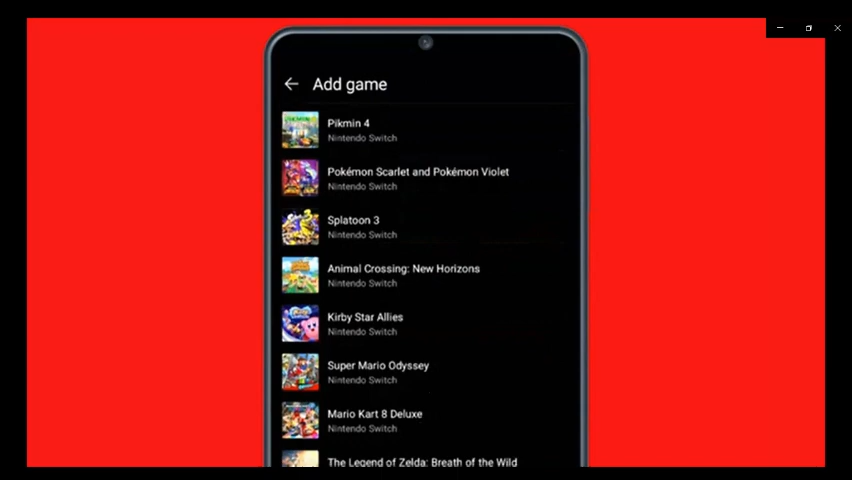 Add game
Pikmin 4
Nintendo Switch
Pokémon Scarlet and Pokémon Violet
Nintendo Switch
Splatoon 3
Nintendo Switch
Animal Crossing: New Horizons
Nintendo Switch
Kirby Star Allies
Nintendo Switch
Super Mario Odyssey
Nintendo Switch
Mario Kart 8 Deluxe
Nintendo Switch
The Legend of Zelda: Breath of the Wild